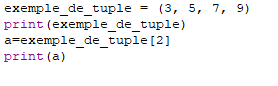 exemple_de_tuple = (3, 5, 7, 9)
print(exemple_de_tuple)
a=exemple_de_tuple[2]
print(a)